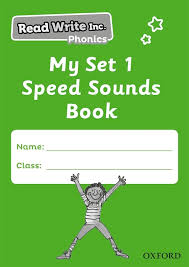 Read Write Inc.
Phonics
My Set 1
Speed Sounds
Book
Name:
Class:
OXFORD